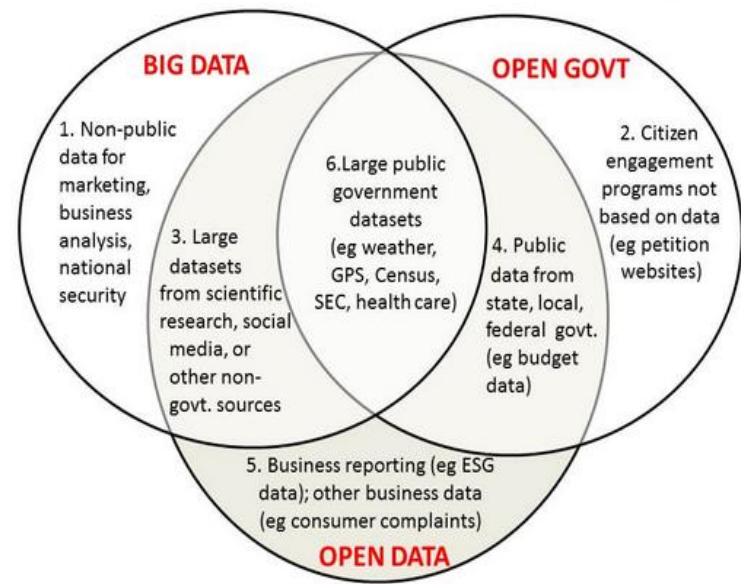 BIG DATA
OPEN GOVT
1. Non-public
data for
marketing,
business
analysis,
national
security
2. Citizen
engagement
programs not
based on data
(eg petition
websites)
6.Large public
government
datasets
(eg weather,
GPS, Census,
SEC, health care)
3. Large
datasets
from scientific
research, social
media, or
other non-
govt. sources
4. Public
data from
state, local,
federal govt.
(eg budget
data)
5. Business reporting (eg ESG
data); other business data
(eg consumer complaints)
OPEN DATA